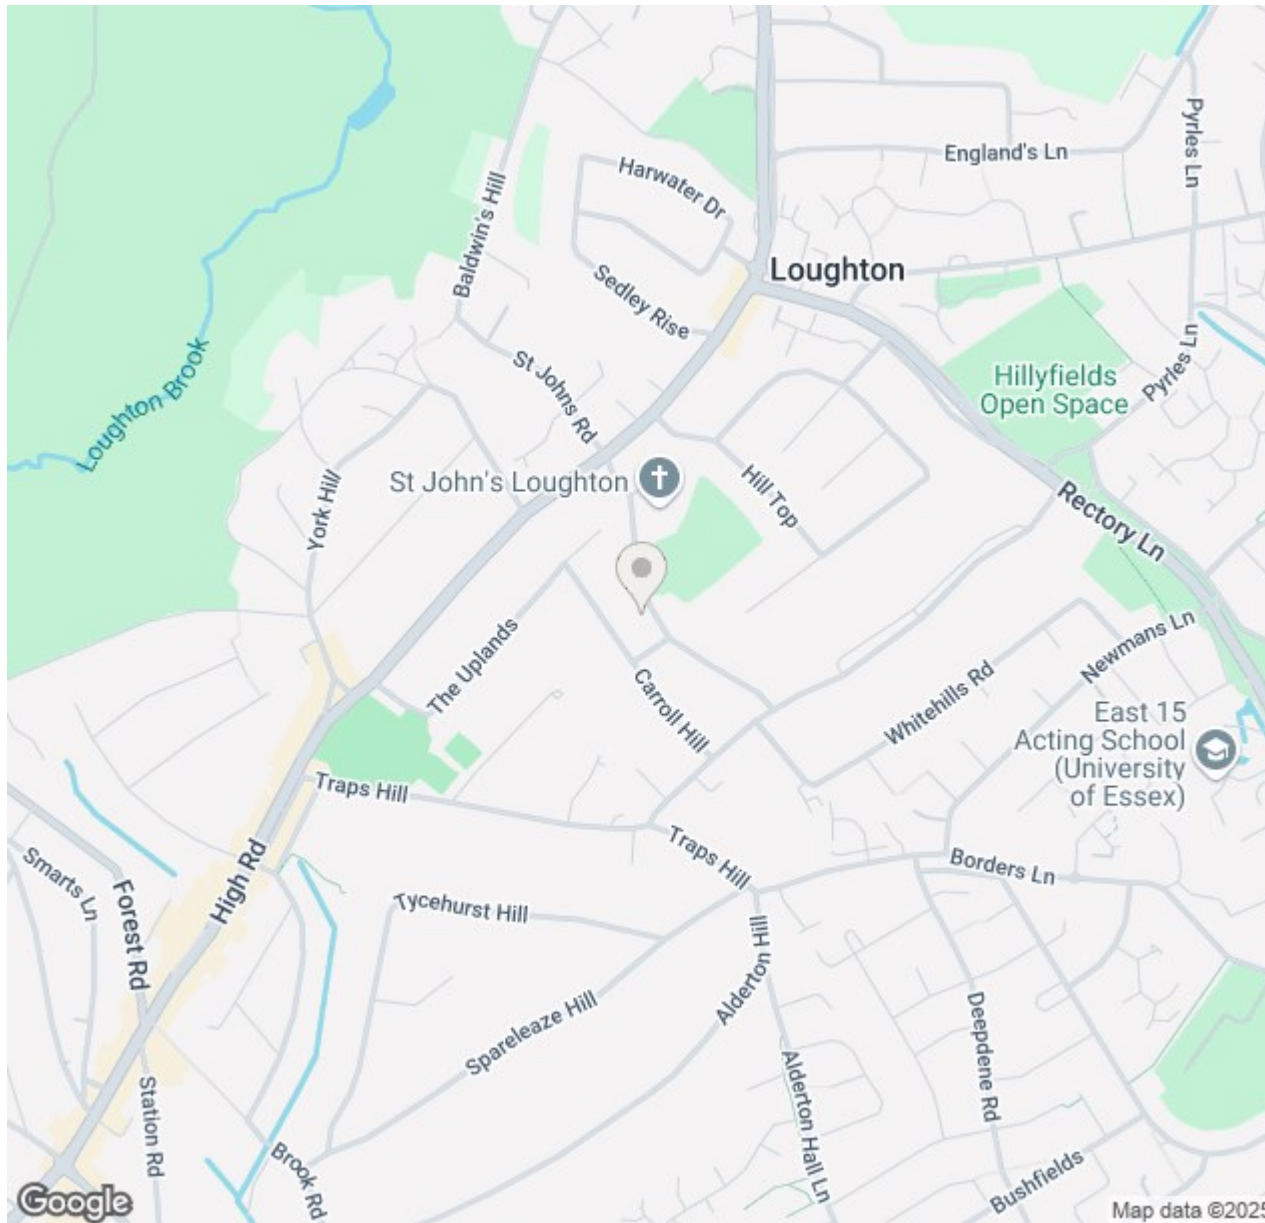 England's Ln
Pyrles Ln
Harwater Dr
Baldwin's Hill
Loughton
Sedley Rise
Loughton Brook
St Johns Rd
Pyrles Ln
Hillyfields
Open Space
St John's Loughton
Hill Top
York Hill
Rectory Ln
The Uplands
Carroll Hill
Newmans Ln
Whitehills Rd
East 15
Acting School
(University
of Essex)
Traps Hill
Traps Hill
Borders Ln
Smarts Ln
Forest Rd
High Rd
Tycehurst Hill
Alderton Hill
Spareleaze Hill
Deepdene Rd
Alderton Hall Ln
Station Rd
Brook Rd
Bushfields
Google
Map data ©2025